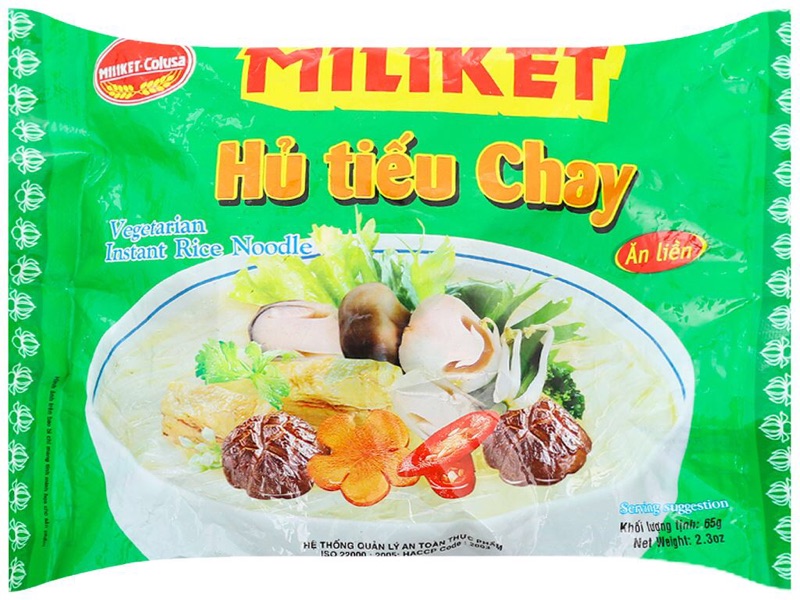 MILIKET-Colusa
MILIKET
Hủ tiếu Chay
Vegetarian
Instant Rice Noodle
Ăn liền
Serving suggestion
Khối lượng tịnh: 65g
Net Weight: 2.3oz
HỆ THỐNG QUẢN LÝ AN TOÀN THỰC PHẨM
ISO 22000 : 2005; HACCP Code : 2003